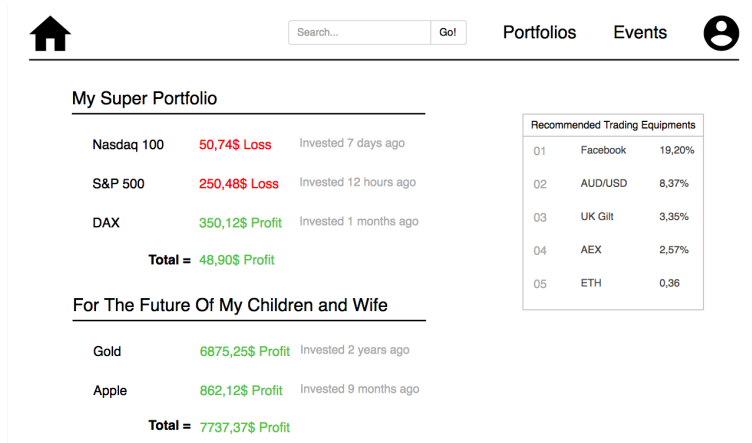 Search... Go! Portfolios Events
My Super Portfolio
Nasdaq 100 50,74$ Loss Invested 7 days ago
S&P 500 250,48$ Loss Invested 12 hours ago
DAX 350,12$ Profit Invested 1 months ago
Total = 48,90$ Profit
For The Future Of My Children and Wife
Gold 6875,25$ Profit Invested 2 years ago
Apple 862,12$ Profit Invested 9 months ago
Total = 7737,37$ Profit
Recommended Trading Equipments
01 Facebook 19,20%
02 AUD/USD 8,37%
03 UK Gilt 3,35%
04 AEX 2,57%
05 ETH 0,36